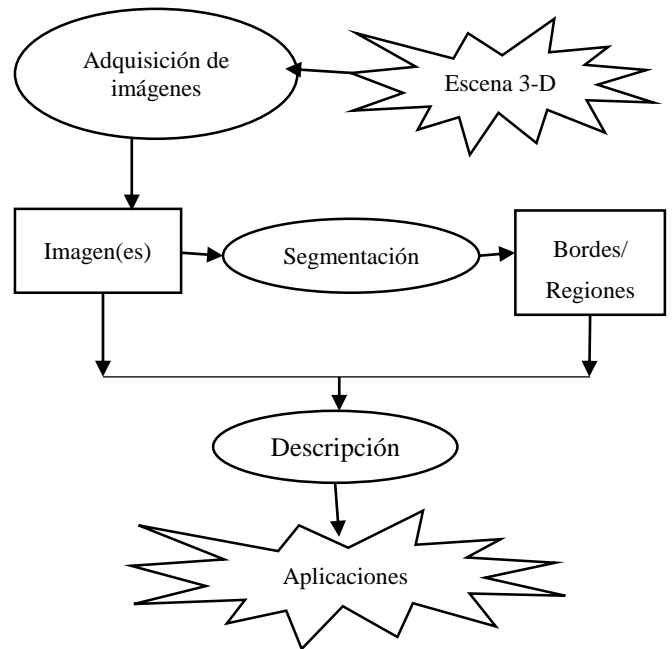 Adquisición de
imágenes
Escena 3-D
Imagen(es)
Segmentación
Bordes/
Regiones
Descripción
Aplicaciones